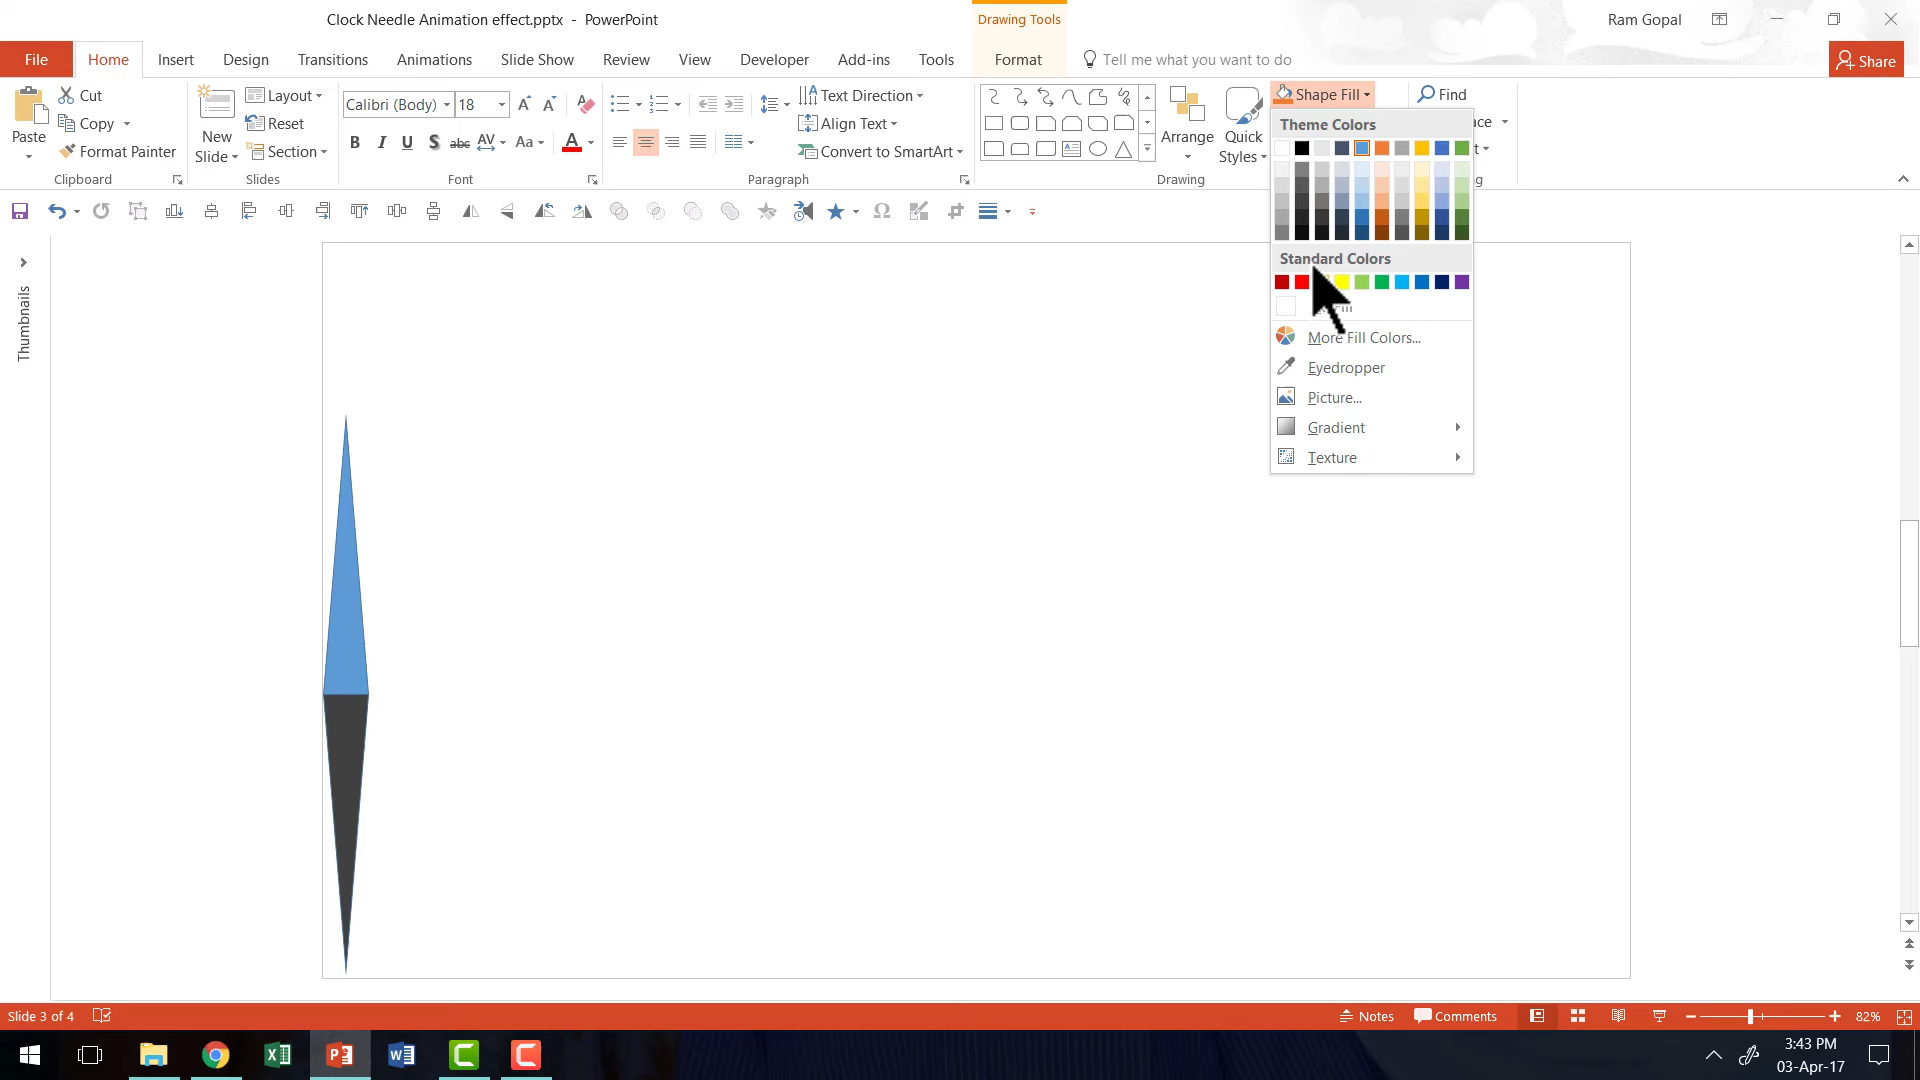 Clock Needle Animation effect.pptx - PowerPoint
Drawing Tools
Ram Gopal
File Home Insert Design Transitions Animations Slide Show Review View Developer Add-ins Tools Format Tell me what you want to do Share
Paste
Cut
Copy
Format Painter
Clipboard
New
Slide
Layout
Reset
Section
Slides
Calibri (Body) 18
B I U S abc AV Aa A
Font
Text Direction
Align Text
Convert to SmartArt
Paragraph
Arrange
Quick
Styles
Drawing
Shape Fill
Find
Theme Colors
Standard Colors
More Fill Colors...
Eyedropper
Picture...
Gradient
Texture
Thumbnails
Slide 3 of 4
Notes
Comments
82%
3:43 PM
03-Apr-17